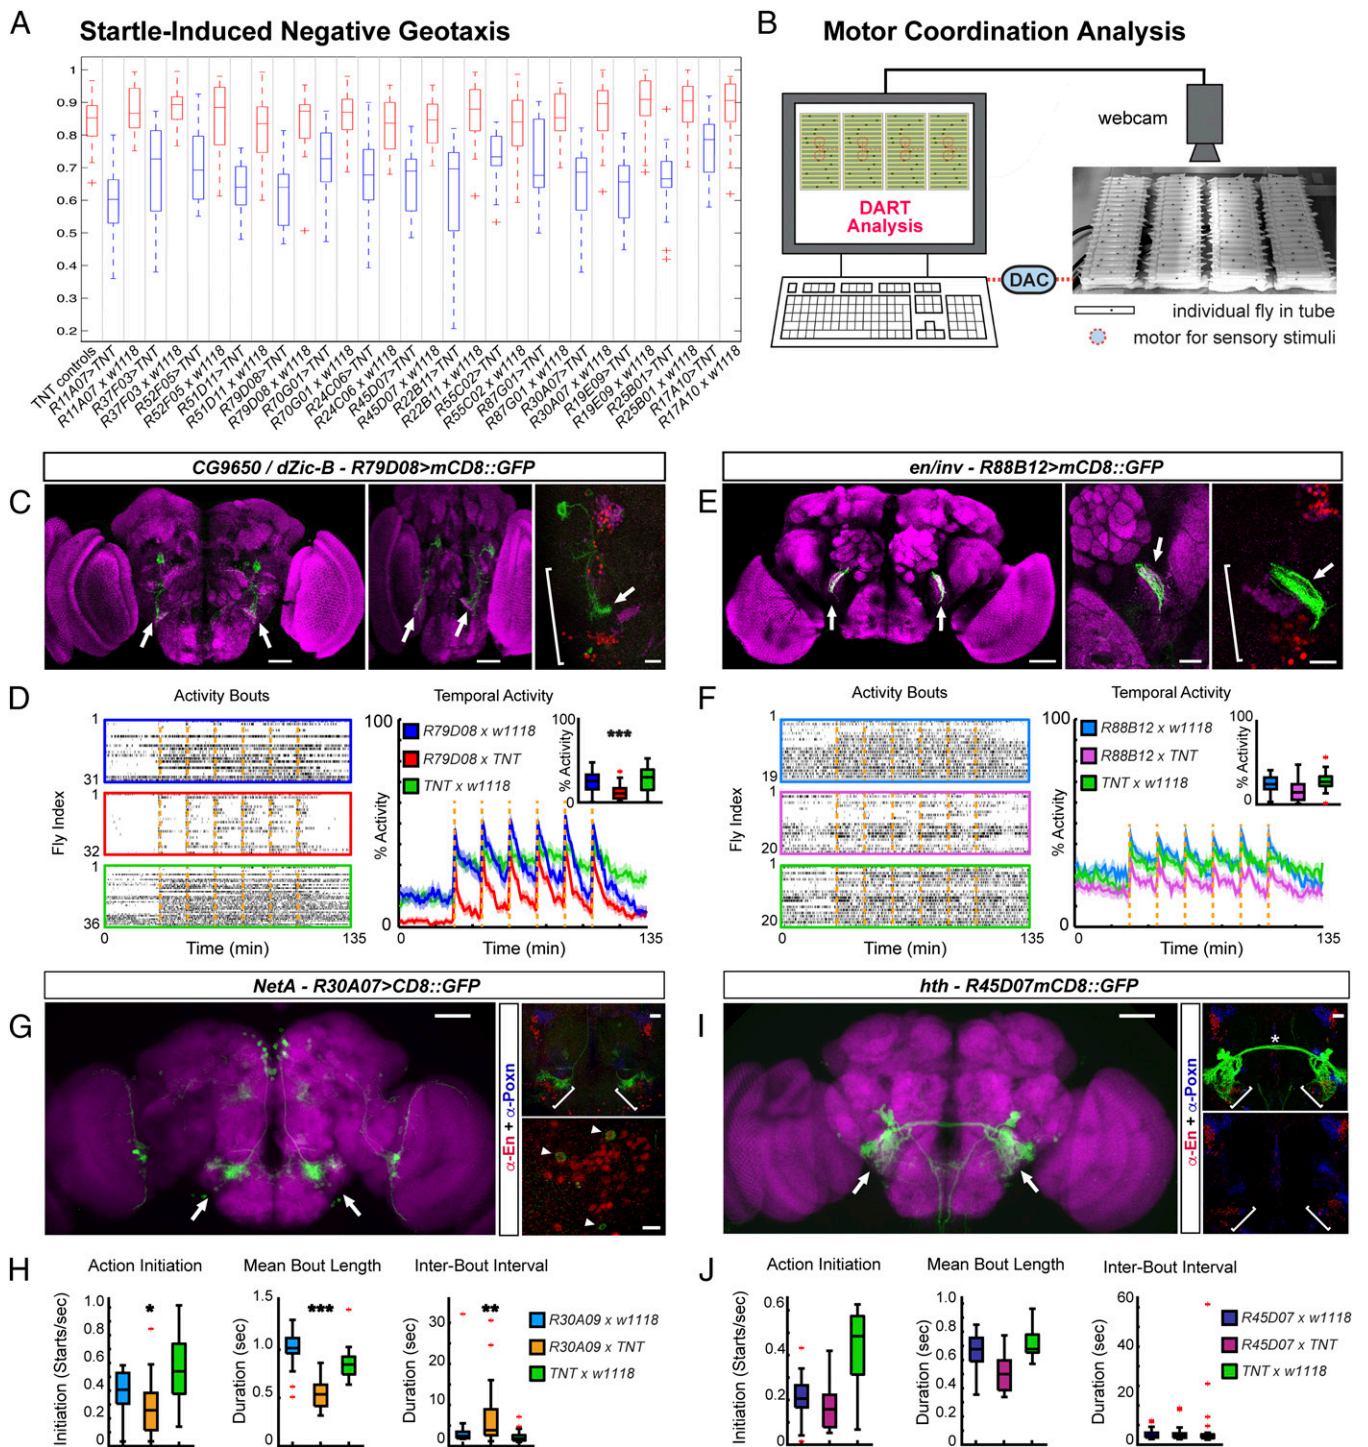 A Startle-Induced Negative Geotaxis
1
0.9
0.8
0.7
0.6
0.5
0.4
0.3
0.2
TNT controls
R11A07>TNT
R11A07 x w1118
R37F03>TNT
R37F03 x w1118
R52F05>TNT
R52F05 x w1118
R51D11>TNT
R51D11 x w1118
R79D08>TNT
R79D08 x w1118
R70G01>TNT
R70G01 x w1118
R24C06>TNT
R24C06 x w1118
R45D07>TNT
R45D07 x w1118
R22B11>TNT
R22B11 x w1118
R55C02>TNT
R55C02 x w1118
R87G01>TNT
R87G01 x w1118
R30A07>TNT
R30A07 x w1118
R19E09>TNT
R19E09 x w1118
R25B01>TNT
R25B01 x w1118
R17A10>TNT
R17A10 x w1118
B Motor Coordination Analysis
webcam
DART
Analysis
DAC
individual fly in tube
motor for sensory stimuli
CG9650 / dZic-B - R79D08>mCD8::GFP
C
en/inv - R88B12>mCD8::GFP
E
D
Activity Bouts
Temporal Activity
Fly Index
1
31
1
32
1
36
0
135
Time (min)
100
% Activity
0
R79D08 x w1118
R79D08 x TNT
TNT x w1118
100
% Activity
0
***
0
135
Time (min)
F
Activity Bouts
Temporal Activity
Fly Index
1
19
1
20
1
20
0
135
Time (min)
100
% Activity
0
R88B12 x w1118
R88B12 x TNT
TNT x w1118
100
% Activity
0
0
135
Time (min)
NetA - R30A07>CD8::GFP
G
α-En + α-Poxn
hth - R45D07mCD8::GFP
I
α-En + α-Poxn
*
H
Action Initiation
Initiation (Starts/sec)
1.0
0.8
0.6
0.4
0.2
0
*
Mean Bout Length
Duration (sec)
1.5
1.0
0.5
0
***
Inter-Bout Interval
Duration (sec)
30
20
10
0
**
R30A09 x w1118
R30A09 x TNT
TNT x w1118
J
Action Initiation
Initiation (Starts/sec)
0.6
0.4
0.2
0
Mean Bout Length
Duration (sec)
1.0
0.8
0.6
0.4
0.2
0
Inter-Bout Interval
Duration (sec)
60
40
20
0
R45D07 x w1118
R45D07 x TNT
TNT x w1118